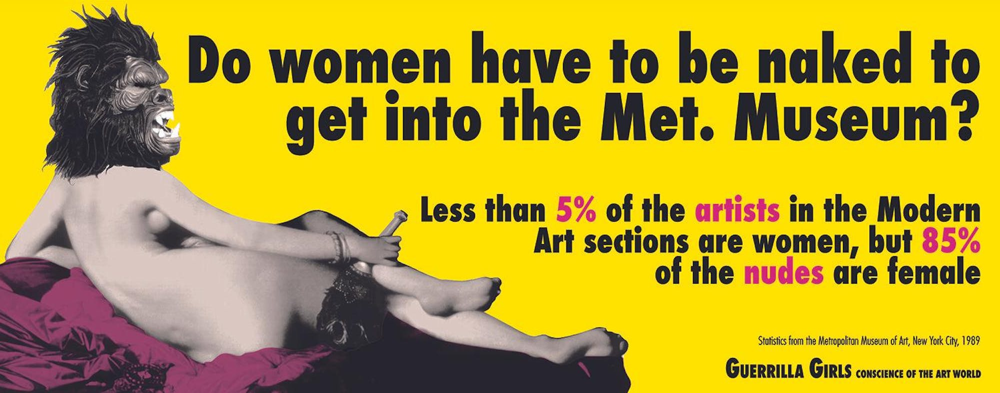 Do women have to be naked to
get into the Met. Museum?
Less than 5% of the artists in the Modern
Art sections are women, but 85%
of the nudes are female
Statistics from the Metropolitan Museum of Art, New York City, 1989
GUERRILLA GIRLS CONSCIENCE OF THE ART WORLD